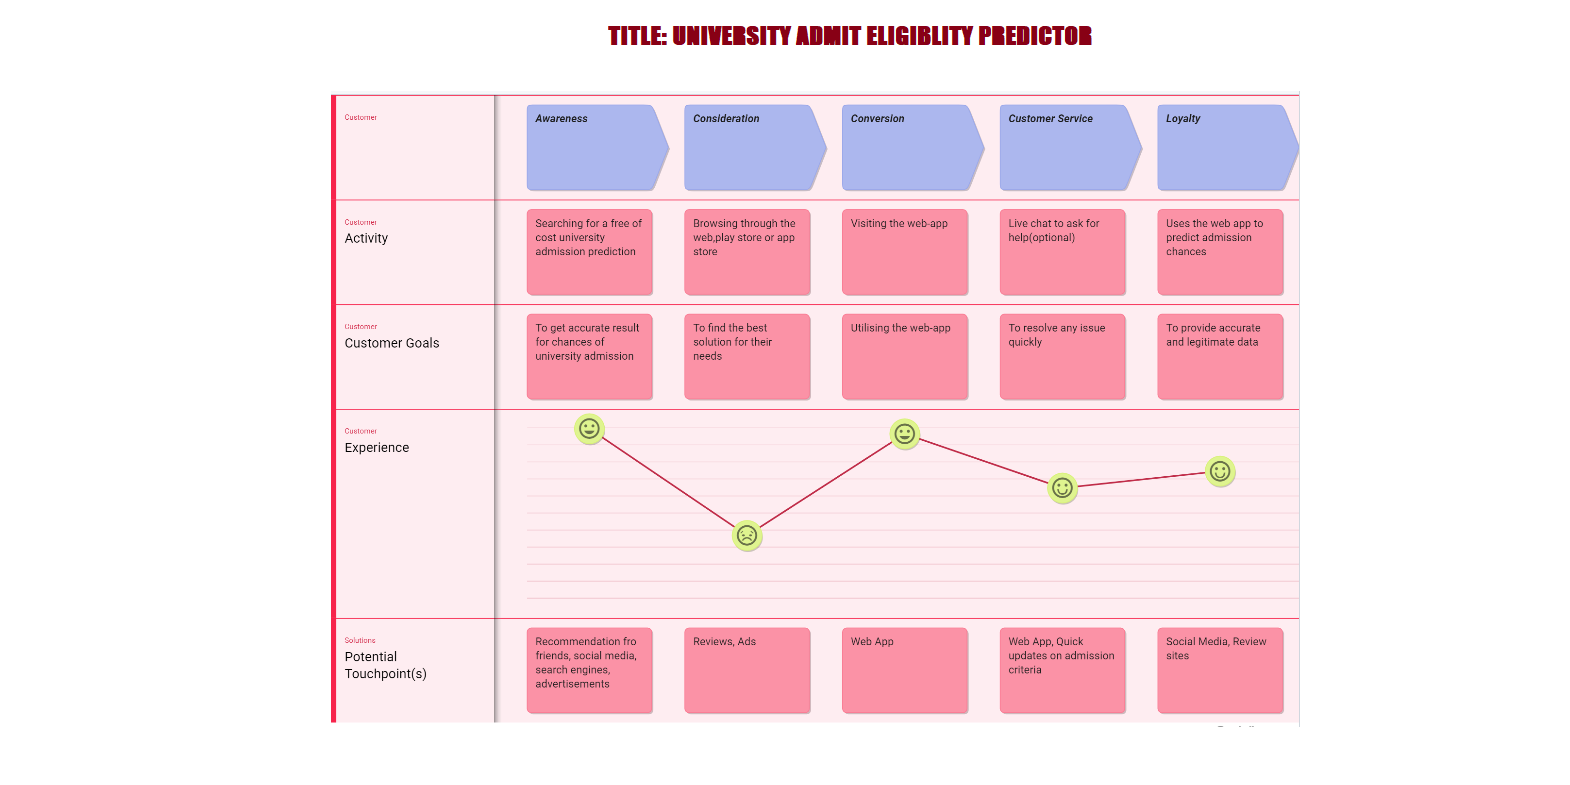 TITLE: UNIVERSITY ADMIT ELIGIBLITY PREDICTOR
Customer
Awareness
Consideration
Conversion
Customer Service
Loyalty
Customer
Activity
Searching for a free of
cost university
admission prediction
Browsing through the
web,play store or app
store
Visiting the web-app
Live chat to ask for
help(optional)
Uses the web app to
predict admission
chances
Customer
Customer Goals
To get accurate result
for chances of
university admission
To find the best
solution for their
needs
Utilising the web-app
To resolve any issue
quickly
To provide accurate
and legitimate data
Customer
Experience
Solutions
Potential
Touchpoint(s)
Recommendation fro
friends, social media,
search engines,
advertisements
Reviews, Ads
Web App
Web App, Quick
updates on admission
criteria
Social Media, Review
sites